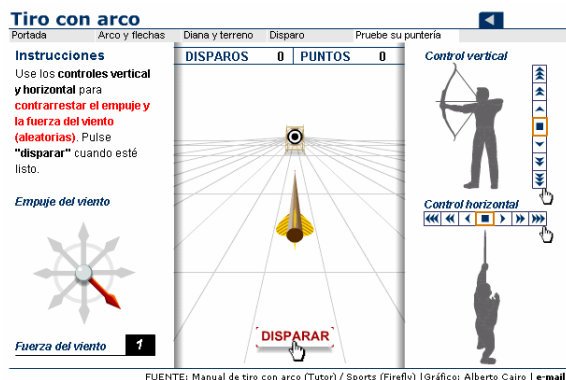 Tiro con arco
Portada Arco y flechas Diana y terreno Disparo Pruebe su puntería
Instrucciones
Use los controles vertical
y horizontal para
contrarrestar el empuje y
la fuerza del viento
(aleatorias). Pulse
"disparar" cuando esté
listo.
Empuje del viento
Fuerza del viento 1
DISPAROS 0 PUNTOS 0
DISPARAR
Control vertical
Control horizontal
FUENTE: Manual de tiro con arco (Tutor) / Sports (Firefly) |Gráfico: Alberto Cairo | e-mail